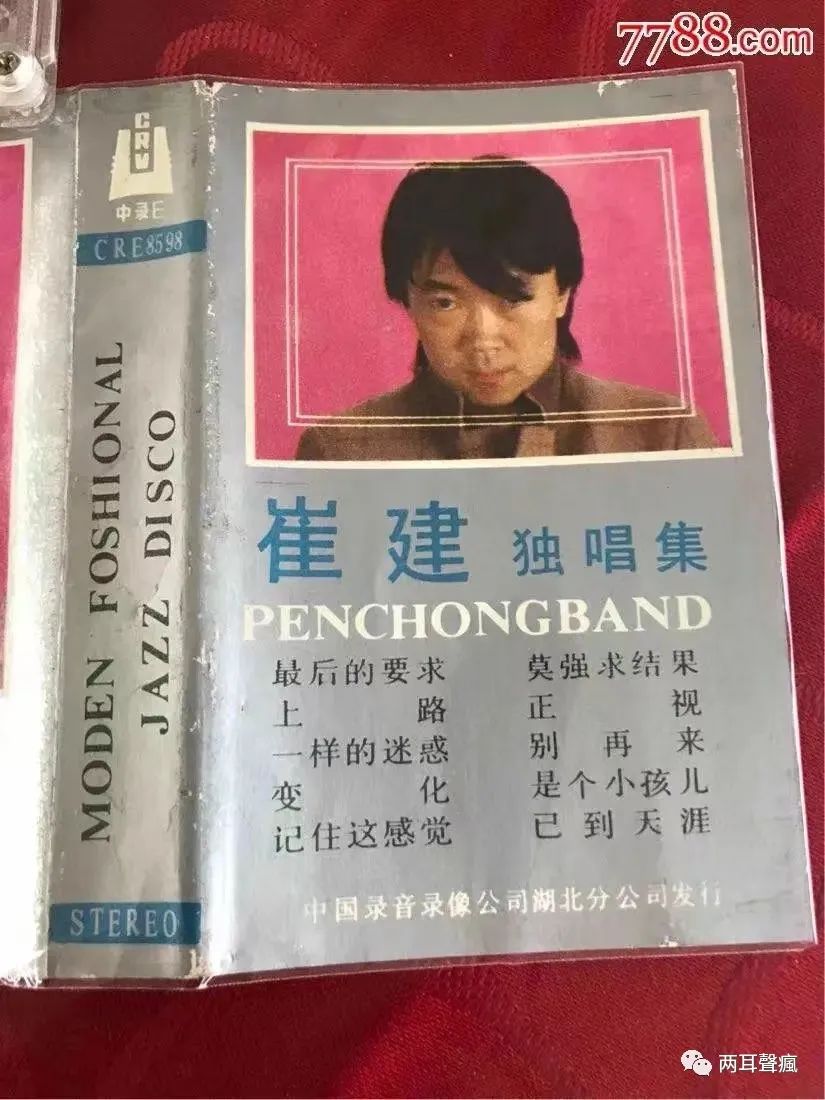 7788.com
CRV
中录日
CRE8598
MODEN FOSHIONAL
JAZZ DISCO
STEREO
崔建 独唱集
PENCHONGBAND
最后的要求 莫强求结果
上路 正视
一样的迷惑 别再来
变化 是个小孩儿
记住这感觉 已到天涯
中国录音录像公司湖北分公司发行
两耳聲瘋